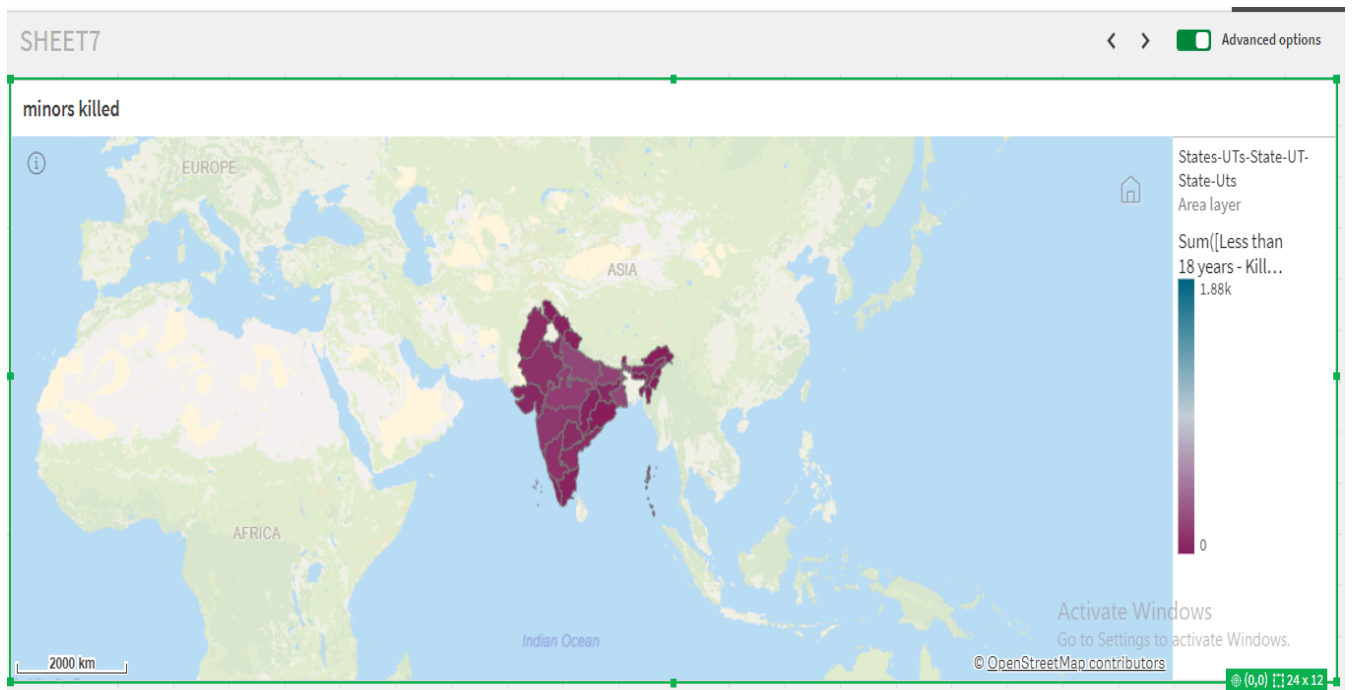 SHEET7
Advanced options
minors killed
EUROPE
ASIA
AFRICA
Indian Ocean
2000 km
© OpenStreetMap contributors
States-UTs-State-UT-
State-Uts
Area layer
Sum([Less than
18 years - Kill...
1.88k
0
Activate Windows
Go to Settings to activate Windows.
(0,0) 24 x 12